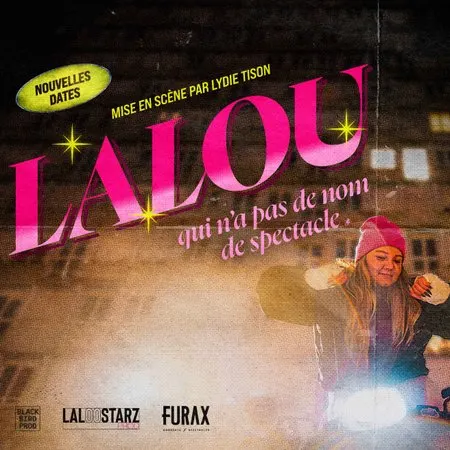 NOUVELLES
DATES
MISE EN SCÈNE PAR LYDIE TISON
LALOU
qui n'a pas de nom
de spectacle
BLACK
BIRD
PROD
LALOOSTARZ
PROD
FURAX